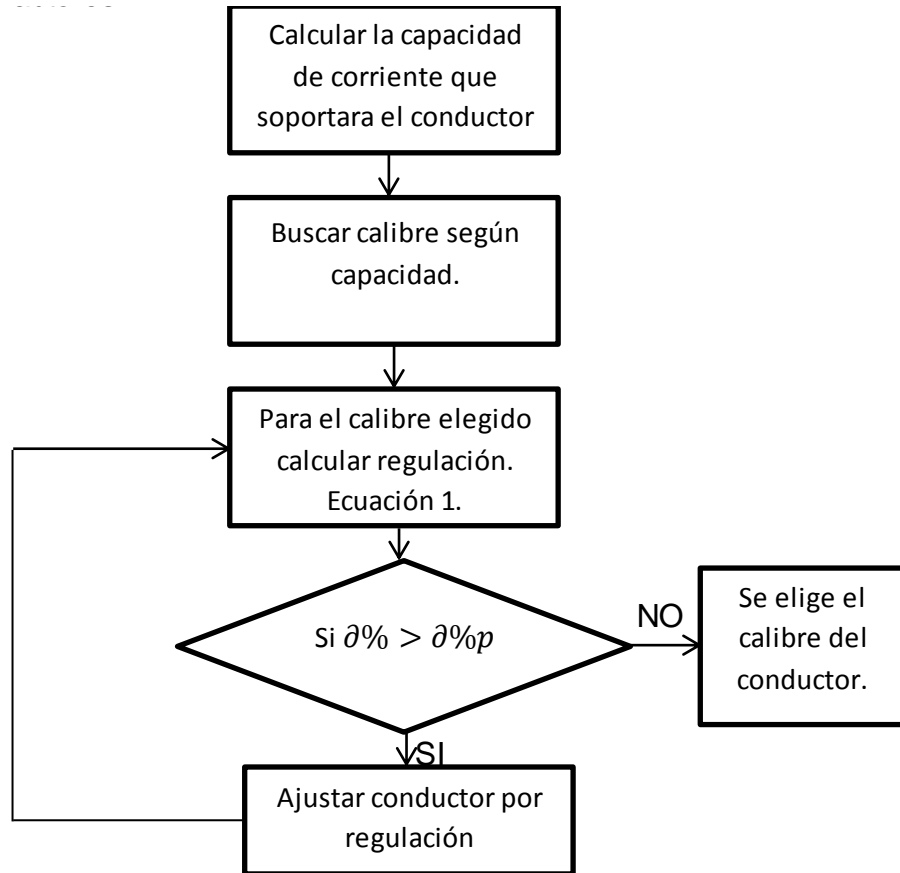 Calcular la capacidad
de corriente que
soportara el conductor
Buscar calibre según
capacidad.
Para el calibre elegido
calcular regulación.
Ecuación 1.
Si ∂% > ∂%p
NO
Se elige el
calibre del
conductor.
SI
Ajustar conductor por
regulación